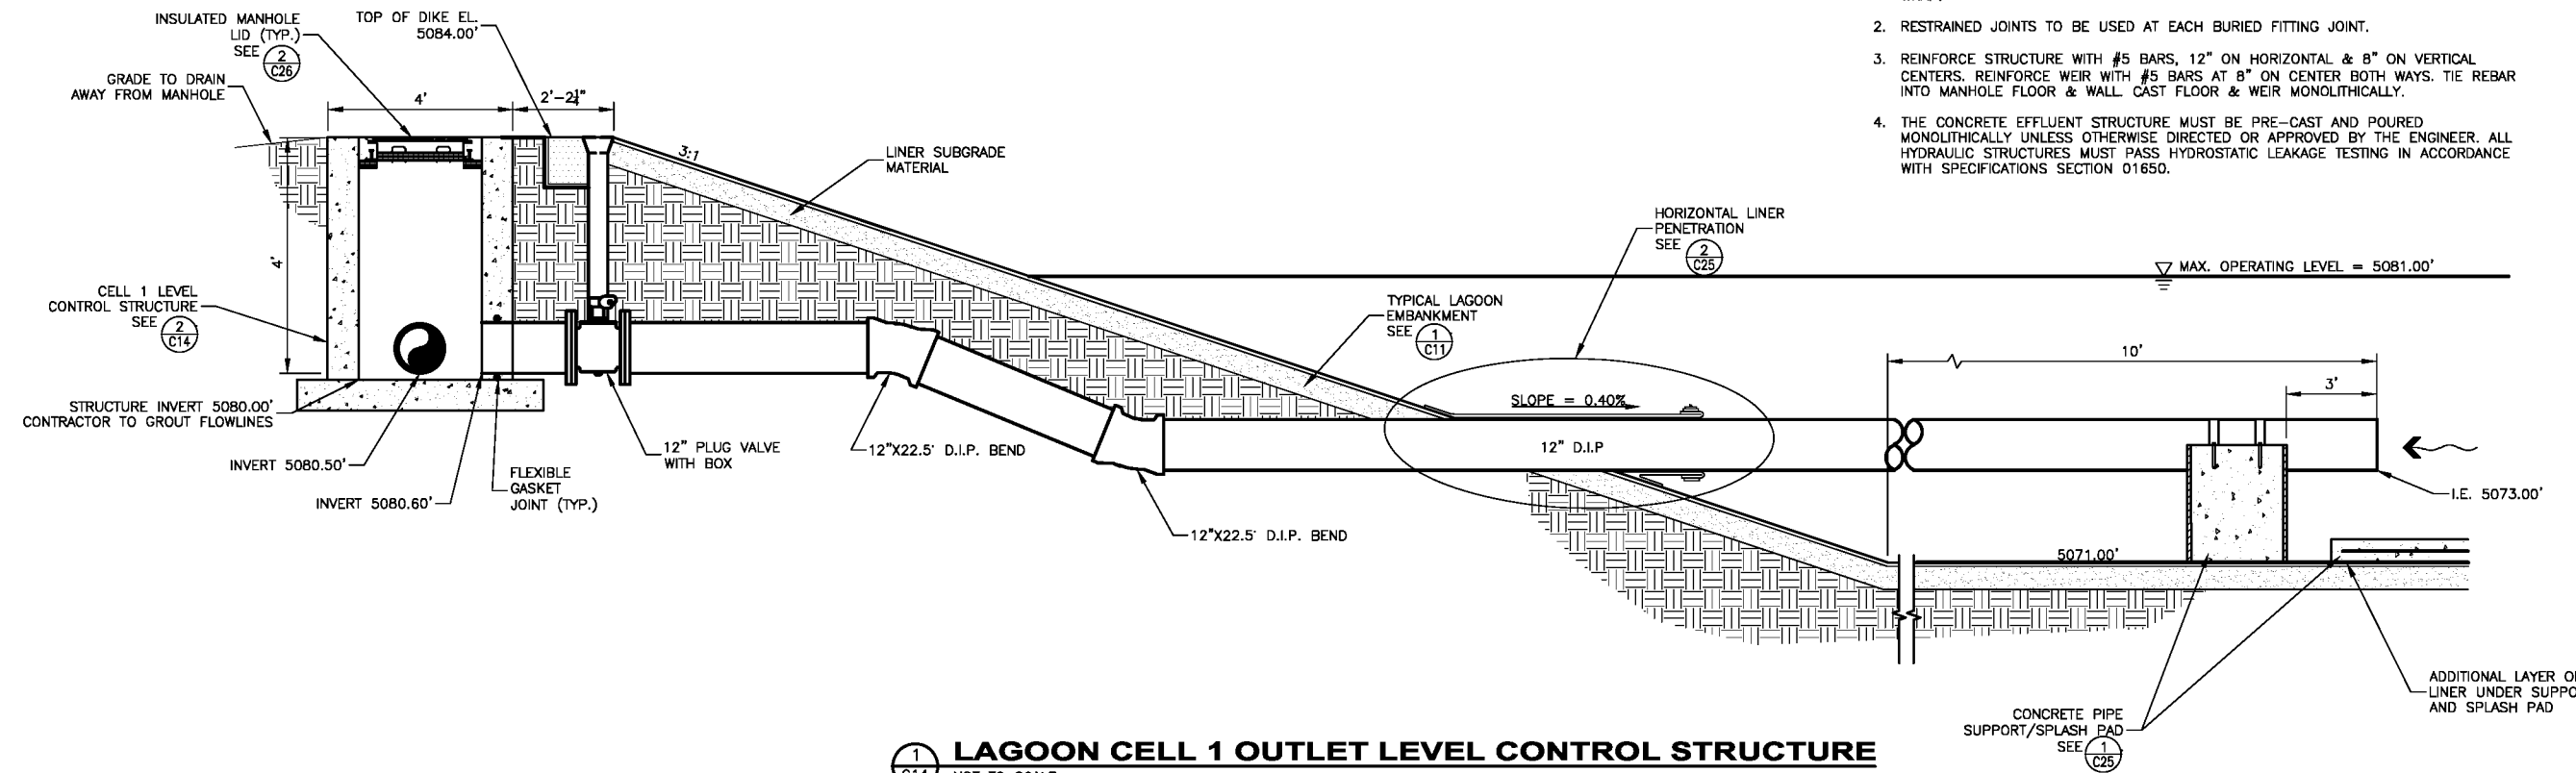 2. RESTRAINED JOINTS TO BE USED AT EACH BURIED FITTING JOINT.
3. REINFORCE STRUCTURE WITH #5 BARS, 12" ON HORIZONTAL & 8" ON VERTICAL
CENTERS. REINFORCE WEIR WITH #5 BARS AT 8" ON CENTER BOTH WAYS. TIE REBAR
INTO MANHOLE FLOOR & WALL. CAST FLOOR & WEIR MONOLITHICALLY.
4. THE CONCRETE EFFLUENT STRUCTURE MUST BE PRE-CAST AND POURED
MONOLITHICALLY UNLESS OTHERWISE DIRECTED OR APPROVED BY THE ENGINEER. ALL
HYDRAULIC STRUCTURES MUST PASS HYDROSTATIC LEAKAGE TESTING IN ACCORDANCE
WITH SPECIFICATIONS SECTION 01650.
INSULATED MANHOLE
LID (TYP.)
SEE 2
C26
TOP OF DIKE EL.
5084.00'
GRADE TO DRAIN
AWAY FROM MANHOLE
4'
2'-2¼"
3:1
LINER SUBGRADE
MATERIAL
HORIZONTAL LINER
PENETRATION
SEE 2
C25
MAX. OPERATING LEVEL = 5081.00'
4'
CELL 1 LEVEL
CONTROL STRUCTURE
SEE 2
C14
TYPICAL LAGOON
EMBANKMENT
SEE 1
C11
10'
3'
STRUCTURE INVERT 5080.00'
CONTRACTOR TO GROUT FLOWLINES
SLOPE = 0.40%
12" D.I.P
INVERT 5080.50'
INVERT 5080.60'
FLEXIBLE
GASKET
JOINT (TYP.)
12" PLUG VALVE
WITH BOX
12"X22.5° D.I.P. BEND
12"X22.5° D.I.P. BEND
I.E. 5073.00'
5071.00'
ADDITIONAL LAYER
LINER UNDER
AND SPLASH PAD
CONCRETE PIPE
SUPPORT/SPLASH PAD
SEE 1
C25
1
LAGOON CELL 1 OUTLET LEVEL CONTROL STRUCTURE